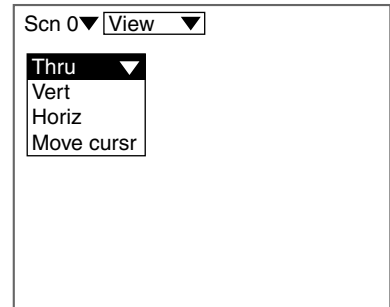 Scn 0▼ View ▼
Thru ▼
Vert
Horiz
Move cursr